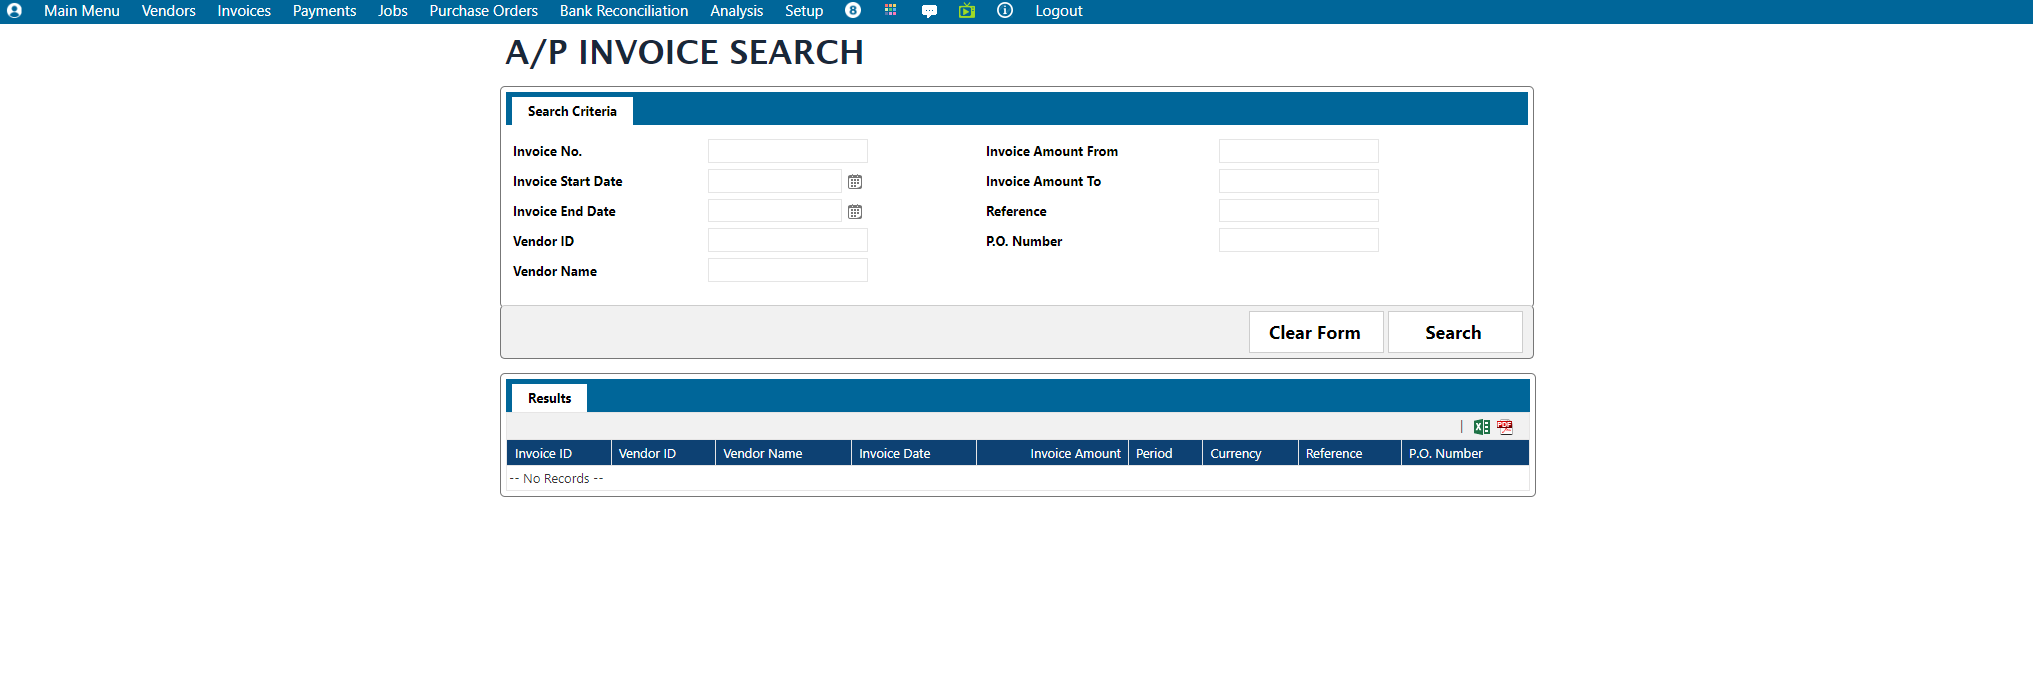 Main Menu Vendors Invoices Payments Jobs Purchase Orders Bank Reconciliation Analysis Setup 8 Logout
A/P INVOICE SEARCH
Search Criteria
Invoice No. Invoice Amount From
Invoice Start Date Invoice Amount To
Invoice End Date Reference
Vendor ID P.O. Number
Vendor Name
Clear Form Search
Results
PDF
Invoice ID Vendor ID Vendor Name Invoice Date Invoice Amount Period Currency Reference P.O. Number
-- No Records --